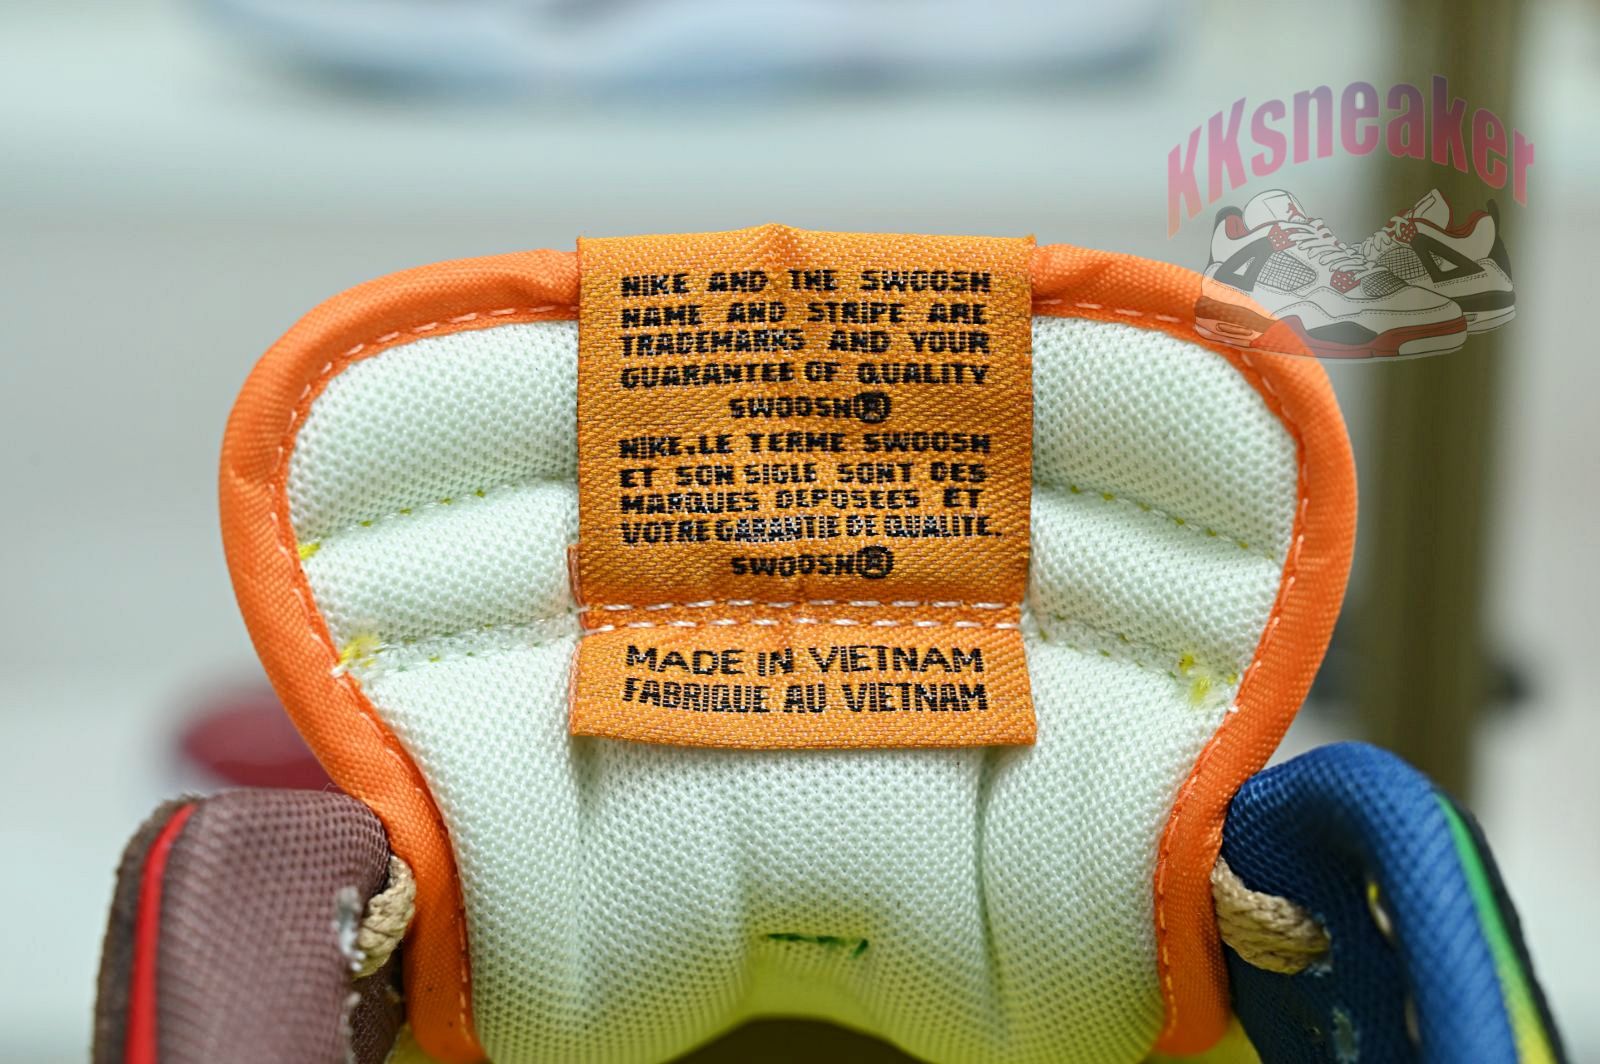 KKsneaker
NIKE AND THE SWOOSH
NAME AND STRIPE ARE
TRADEMARKS AND YOUR
GUARANTEE OF QUALITY
SWOOSH®
NIKE.LE TERME SWOOSH
ET SON SIGLE SONT DES
MARQUES DEPOSEES ET
VOTRE GARANTIE DE QUALITE.
SWOOSH®
MADE IN VIETNAM
FABRIQUE AU VIETNAM